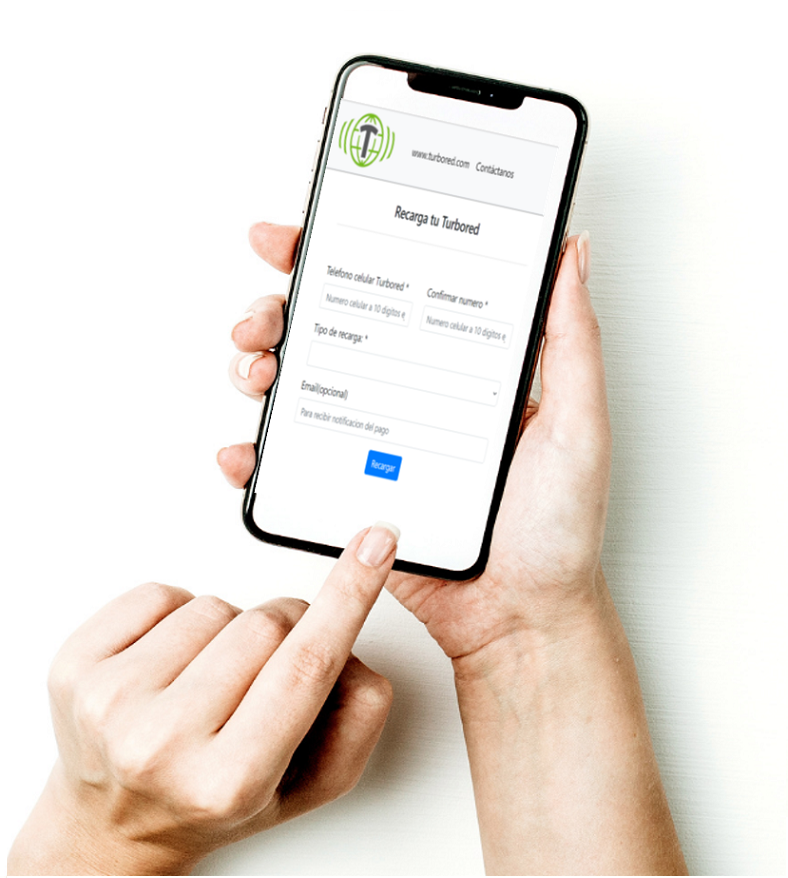 T
www.turbored.com Contáctanos
Recarga tu Turbored
Telefono celular Turbored * Confirmar numero *
Numero celular a 10 digitos e Numero celular a 10 digitos e
Tipo de recarga: *
Email(opcional)
Para recibir notificacion del pago
Recargar